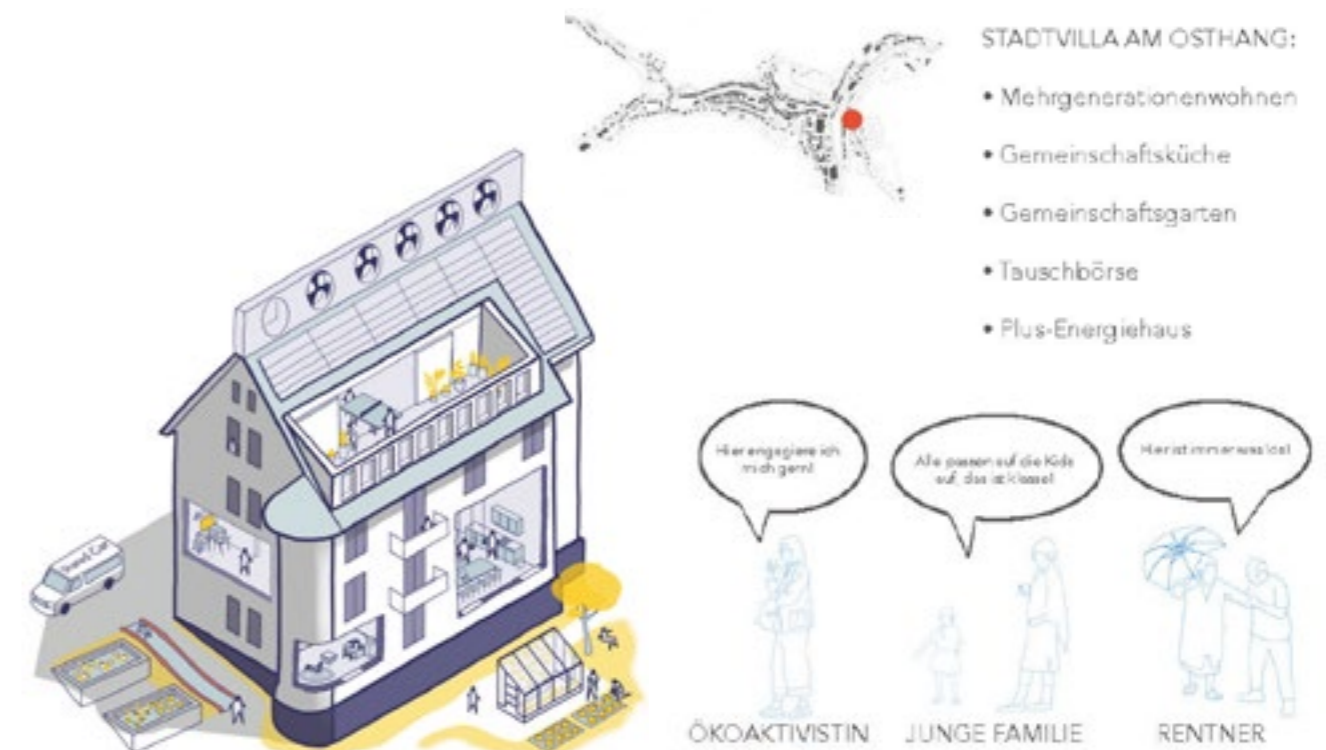 STADTVILLA AM OSTHANG:
• Mehrgenerationenwohnen
• Gemeinschaftsküche
• Gemeinschaftsgarten
• Tauschbörse
• Plus-Energiehaus
Hier engagiere ich
mich gern!
Alle passen auf die Kids
auf, das ist klasse!
Hier ist immer was los!
ÖKOAKTIVISTIN
JUNGE FAMILIE
RENTNER